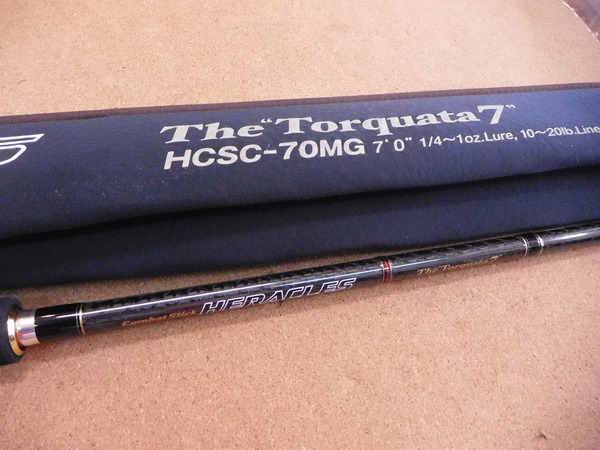 The "Torquata 7"
HCSC-70MG 7'0" 1/4~1oz.Lure, 10~20lb.Line
Combat Stick HERACLES The Torquata 7